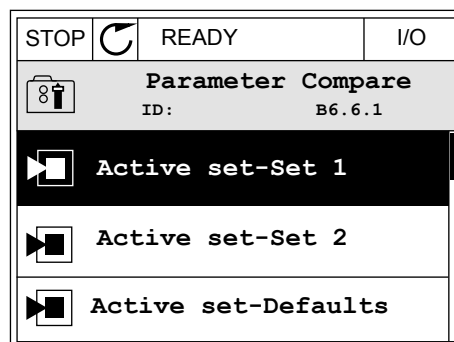 STOP READY I/O
Parameter Compare
ID: B6.6.1
Active set-Set 1
Active set-Set 2
Active set-Defaults